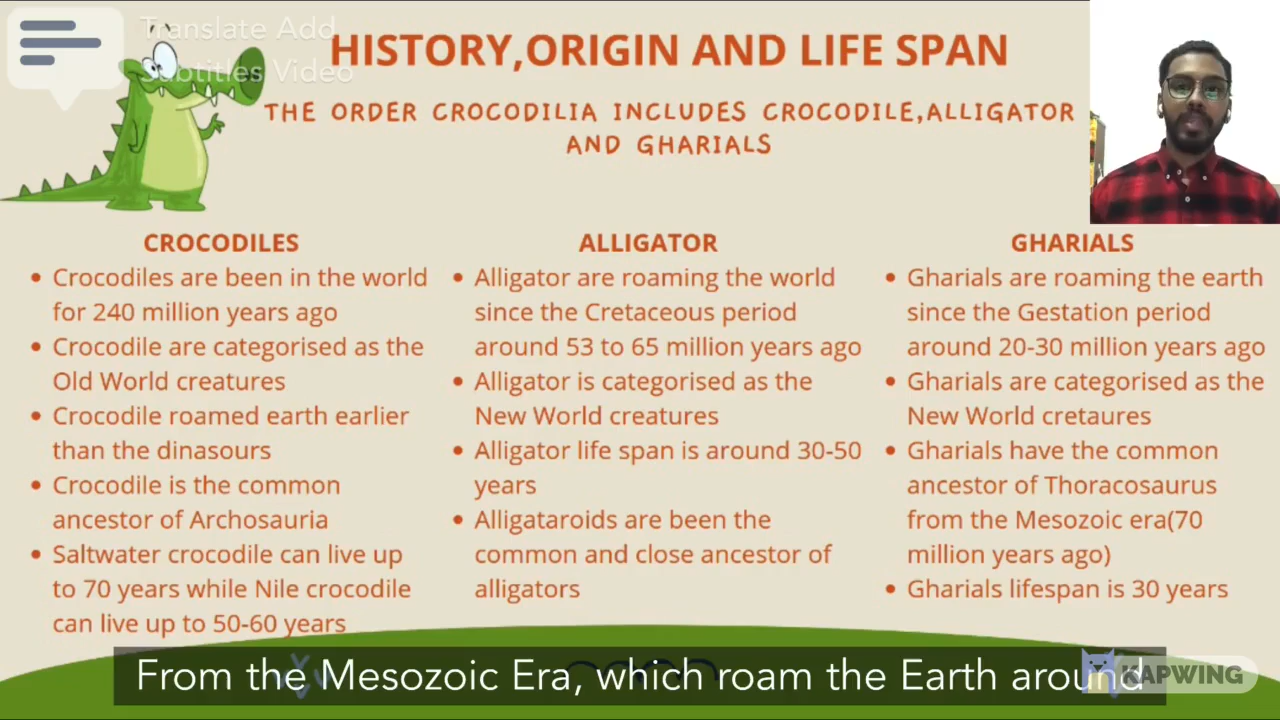 Translate Add
Subtitles Video
HISTORY,ORIGIN AND LIFE SPAN
THE ORDER CROCODILIA INCLUDES CROCODILE,ALLIGATOR
AND GHARIALS
CROCODILES
• Crocodiles are been in the world
for 240 million years ago
• Crocodile are categorised as the
Old World creatures
• Crocodile roamed earth earlier
than the dinasours
• Crocodile is the common
ancestor of Archosauria
• Saltwater crocodile can live up
to 70 years while Nile crocodile
can live up to 50-60 years
ALLIGATOR
• Alligator are roaming the world
since the Cretaceous period
around 53 to 65 million years ago
• Alligator is categorised as the
New World creatures
• Alligator life span is around 30-50
years
• Alligataroids are been the
common and close ancestor of
alligators
GHARIALS
• Gharials are roaming the earth
since the Gestation period
around 20-30 million years ago
• Gharials are categorised as the
New World cretaures
• Gharials have the common
ancestor of Thoracosaurus
from the Mesozoic era(70
million years ago)
• Gharials lifespan is 30 years
From the Mesozoic Era, which roam the Earth around
KAPWING